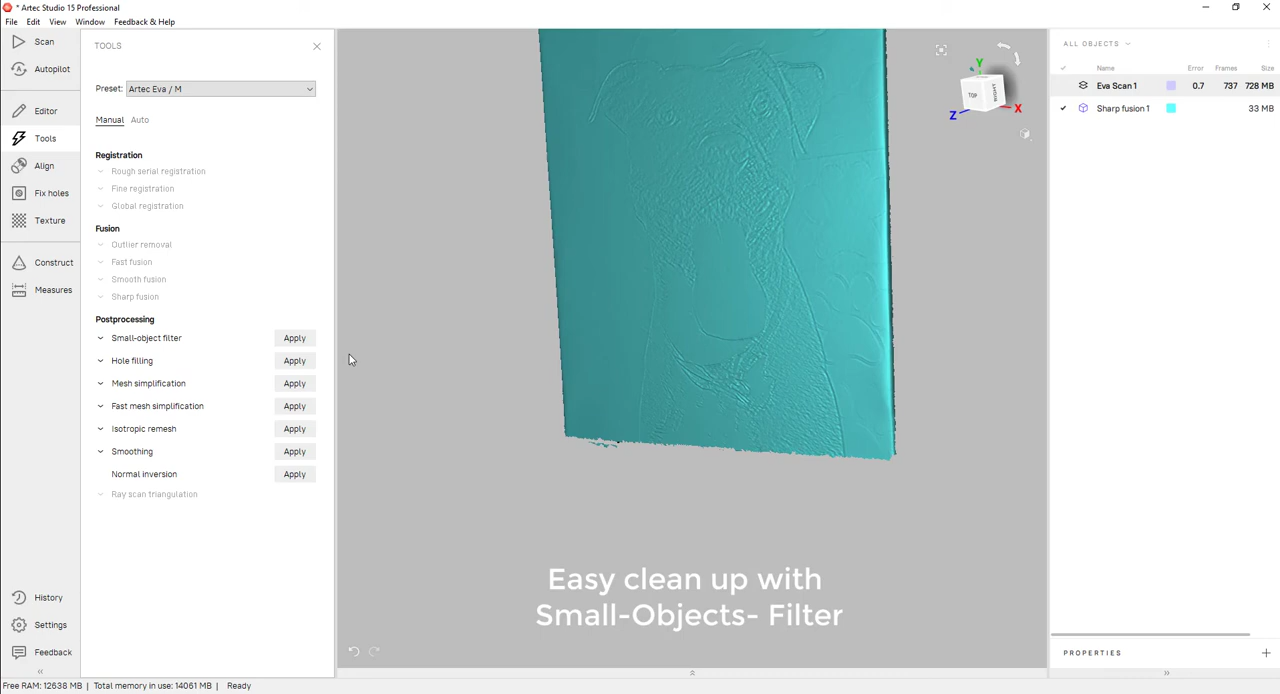 * Artec Studio 15 Professional
File Edit View Window Feedback & Help
Scan
Autopilot
Editor
Tools
Align
Fix holes
Texture
Construct
Measures
History
Settings
Feedback
TOOLS
Preset: Artec Eva / M
Manual Auto
Registration
Rough serial registration
Fine registration
Global registration
Fusion
Outlier removal
Fast fusion
Smooth fusion
Sharp fusion
Postprocessing
Small-object filter Apply
Hole filling Apply
Mesh simplification Apply
Fast mesh simplification Apply
Isotropic remesh Apply
Smoothing Apply
Normal inversion Apply
Ray scan triangulation
Y
TOP
RIGHT
Z
X
Easy clean up with
Small-Objects- Filter
ALL OBJECTS
Name Error Frames Size
Eva Scan 1 0.7 737 728 MB
Sharp fusion 1 33 MB
PROPERTIES
Free RAM: 12638 MB | Total memory in use: 14061 MB | Ready